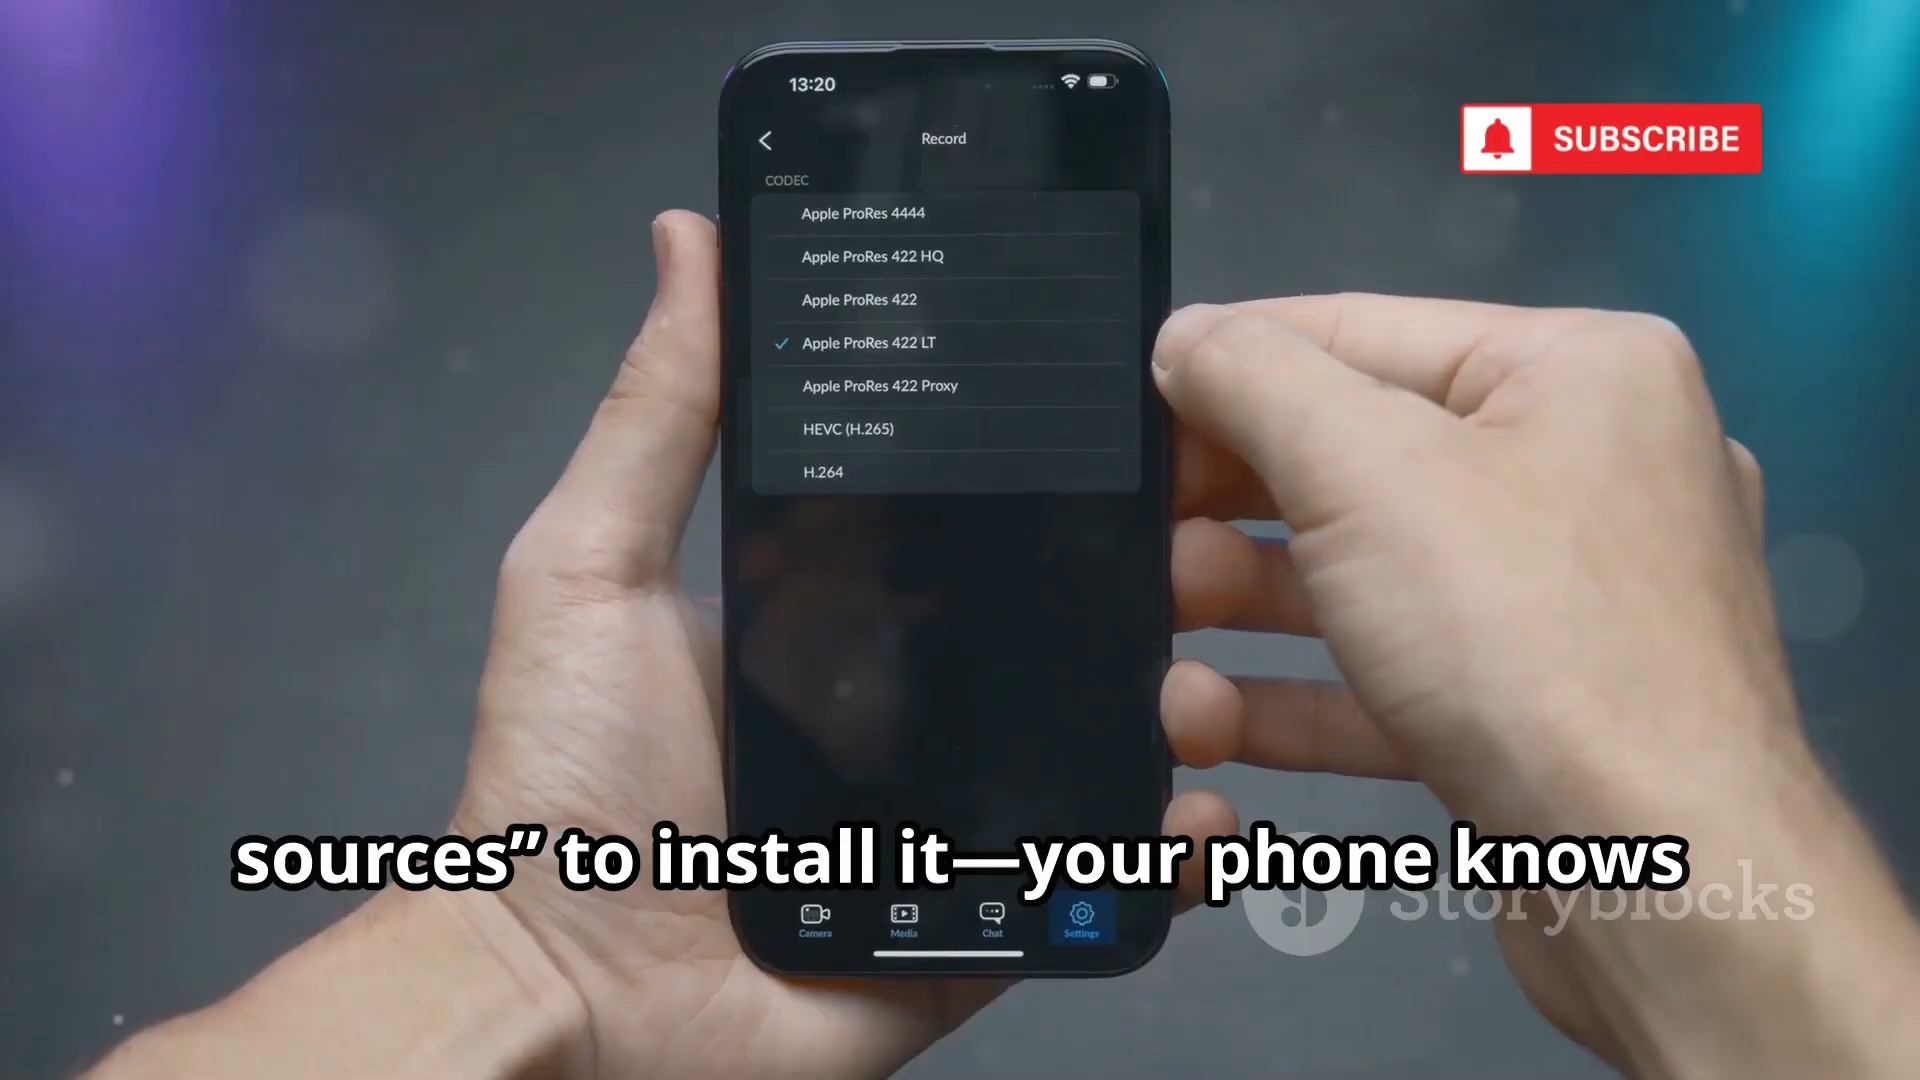 13:20
SUBSCRIBE
Record
CODEC
Apple ProRes 4444
Apple ProRes 422 HQ
Apple ProRes 422
Apple ProRes 422 LT
Apple ProRes 422 Proxy
HEVC (H.265)
H.264
sources” to install it—your phone knows
Storyblocks
Camera
Media
Chat
Settings